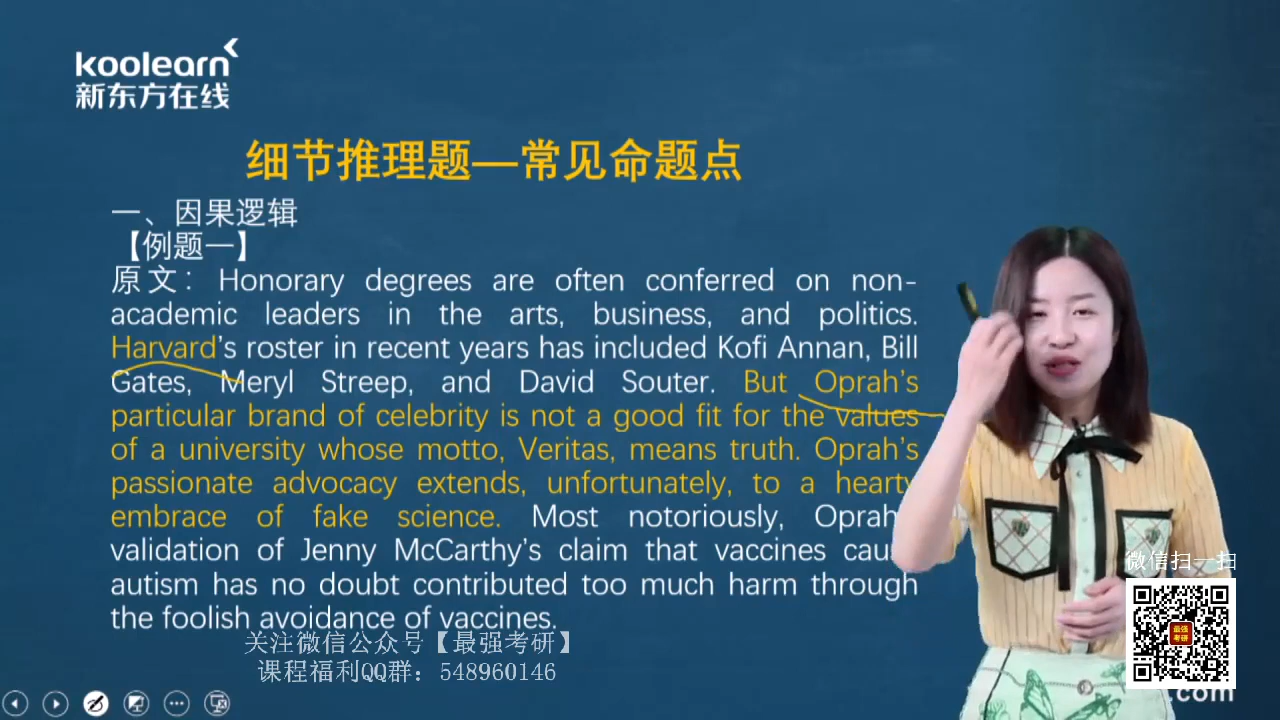 koolearn
新东方在线
细节推理题—常见命题点
一、因果逻辑
【例题一】
原文： Honorary degrees are often conferred on non-
academic leaders in the arts, business, and politics.
Harvard's roster in recent years has included Kofi Annan, Bill
Gates, Meryl Streep, and David Souter. But Oprah's
particular brand of celebrity is not a good fit for the values
of a university whose motto, Veritas, means truth. Oprah's
passionate advocacy extends, unfortunately, to a hearty
embrace of fake science. Most notoriously, Oprah
validation of Jenny McCarthy's claim that vaccines cau
autism has no doubt contributed too much harm through
the foolish avoidance of vaccines.
关注微信公众号【最强考研】
课程福利QQ群：548960146
微信扫一扫
最强
考研
.com